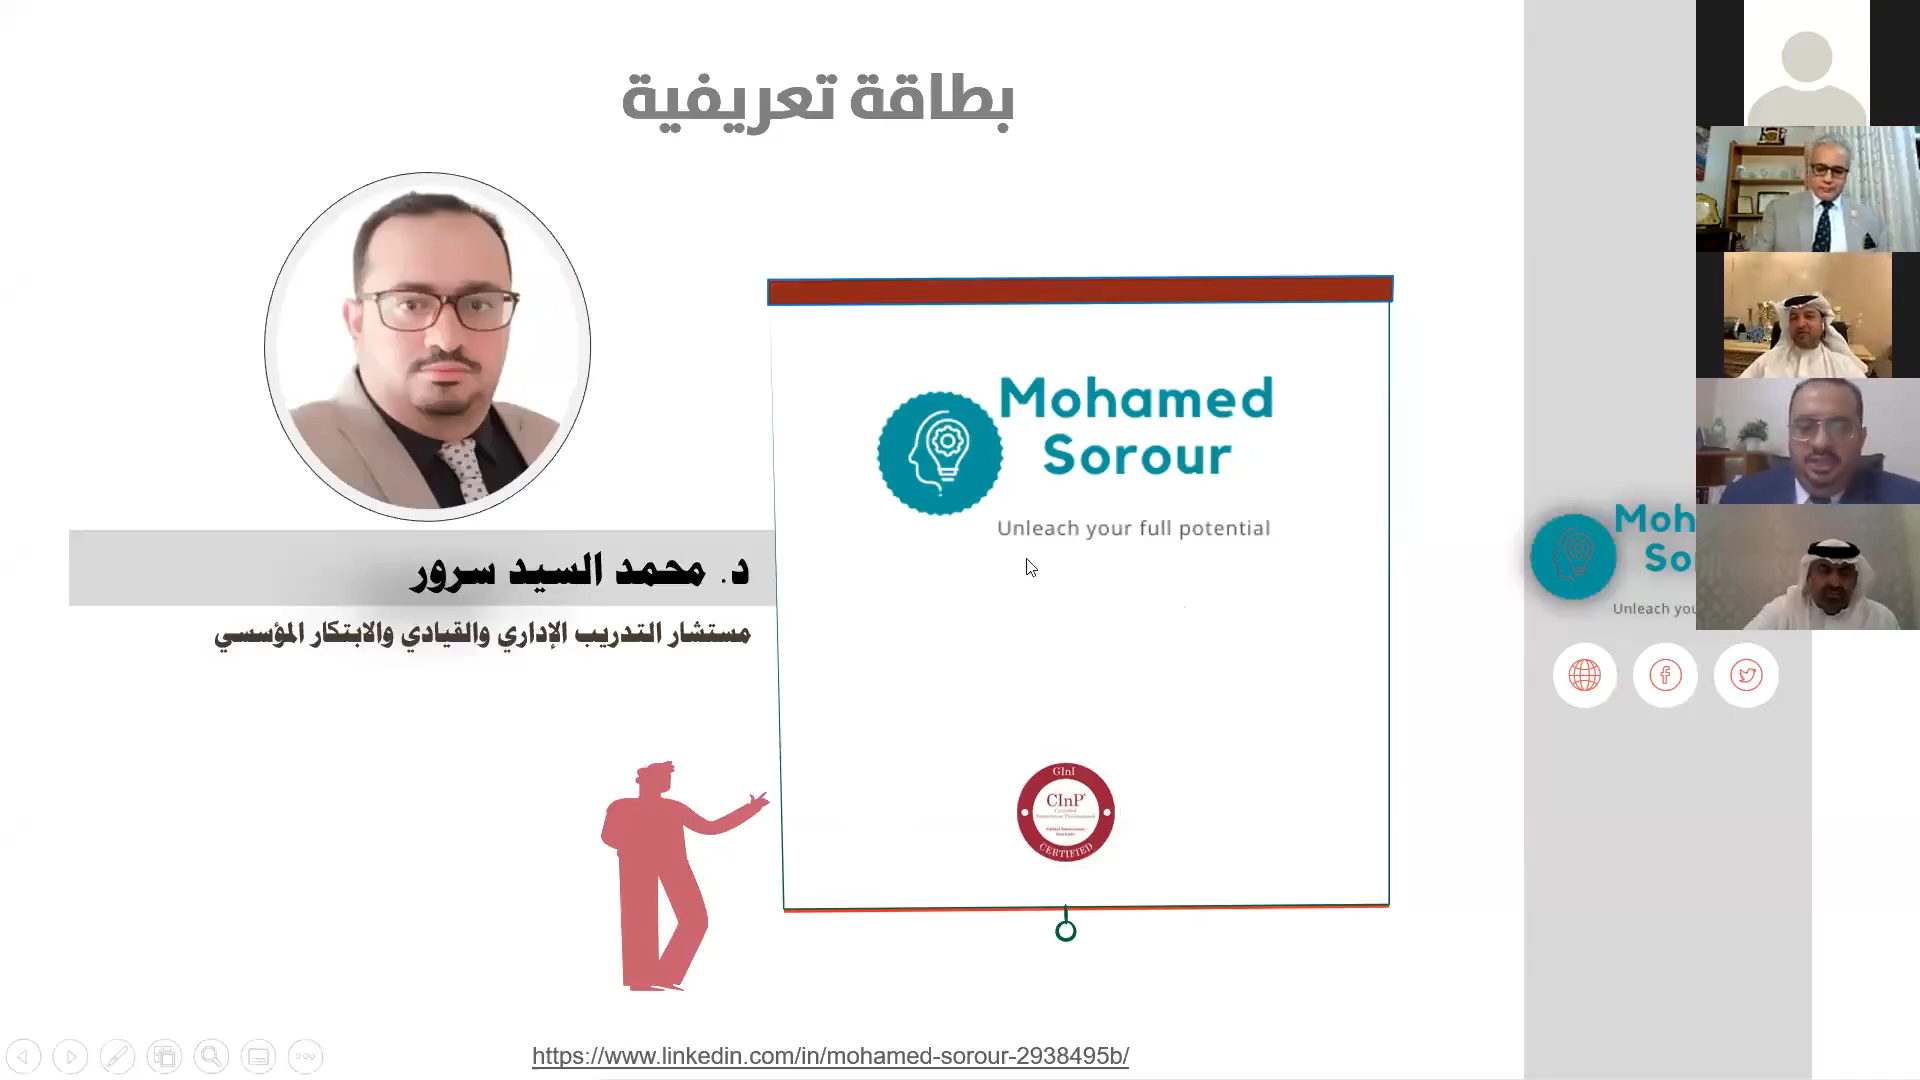 بطاقة تعريفية
د. محمد السيد سرور
مستشار التدريب الإداري والقيادي والابتكار المؤسسي
Mohamed
Sorour
Unleach your full potential
GInI
CInP
CERTIFIED
Moh
So
Unleach you
https://www.linkedin.com/in/mohamed-sorour-2938495b/